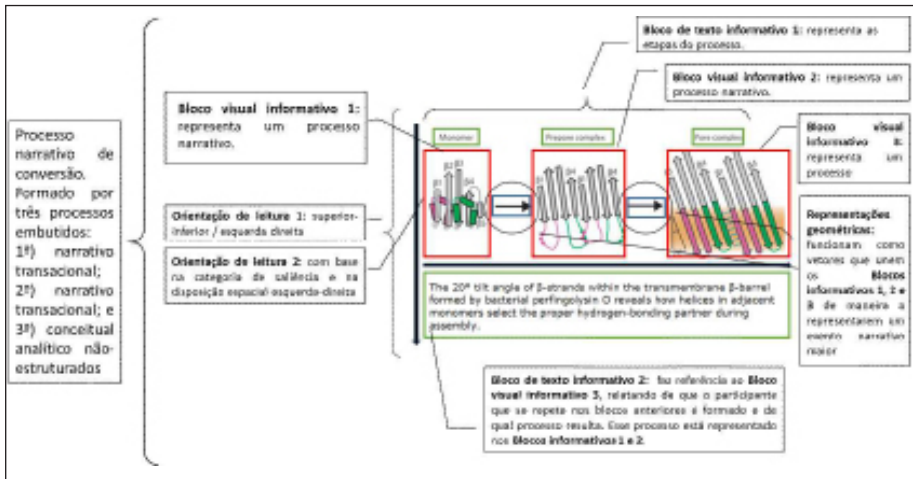 Processo
narrativo de
conversão.
Formado por
três processos
embutidos:
1º) narrativo
transacional;
2º) narrativo
transacional; e
3º) conceitual
analítico não-
estruturados
Bloco visual informativo 1:
representa um processo
narrativo.
Orientação de leitura 1: superior-
inferior / esquerda direita
Orientação de leitura 2: com base
na categoria de saliência e na
disposição espacial esquerda-direita
Bloco de texto informativo 1: representa as
etapas do processo.
Bloco visual informativo 2: representa um
processo narrativo.
Monomer
Prepore complex
Pore complex
β1
β2
β3
β4
Bloco visual
informativo 3:
representa um
processo
Representações
geométricas:
funcionam como
vetores que unem
os Blocos
informativos 1, 2 e
3 de maneira a
representarem um
evento narrativo
maior
The 20º tilt angle of β-strands within the transmembrane β-barrel
formed by bacterial perfingolysin O reveals how helices in adjacent
monomers select the proper hydrogen-bonding partner during
assembly.
Bloco de texto informativo 2: faz referência ao Bloco
visual informativo 3, relatando de que o participante
que se repete nos blocos anteriores é formado e de
qual processo resulta. Esse processo está representado
nos Blocos informativos 1 e 2.